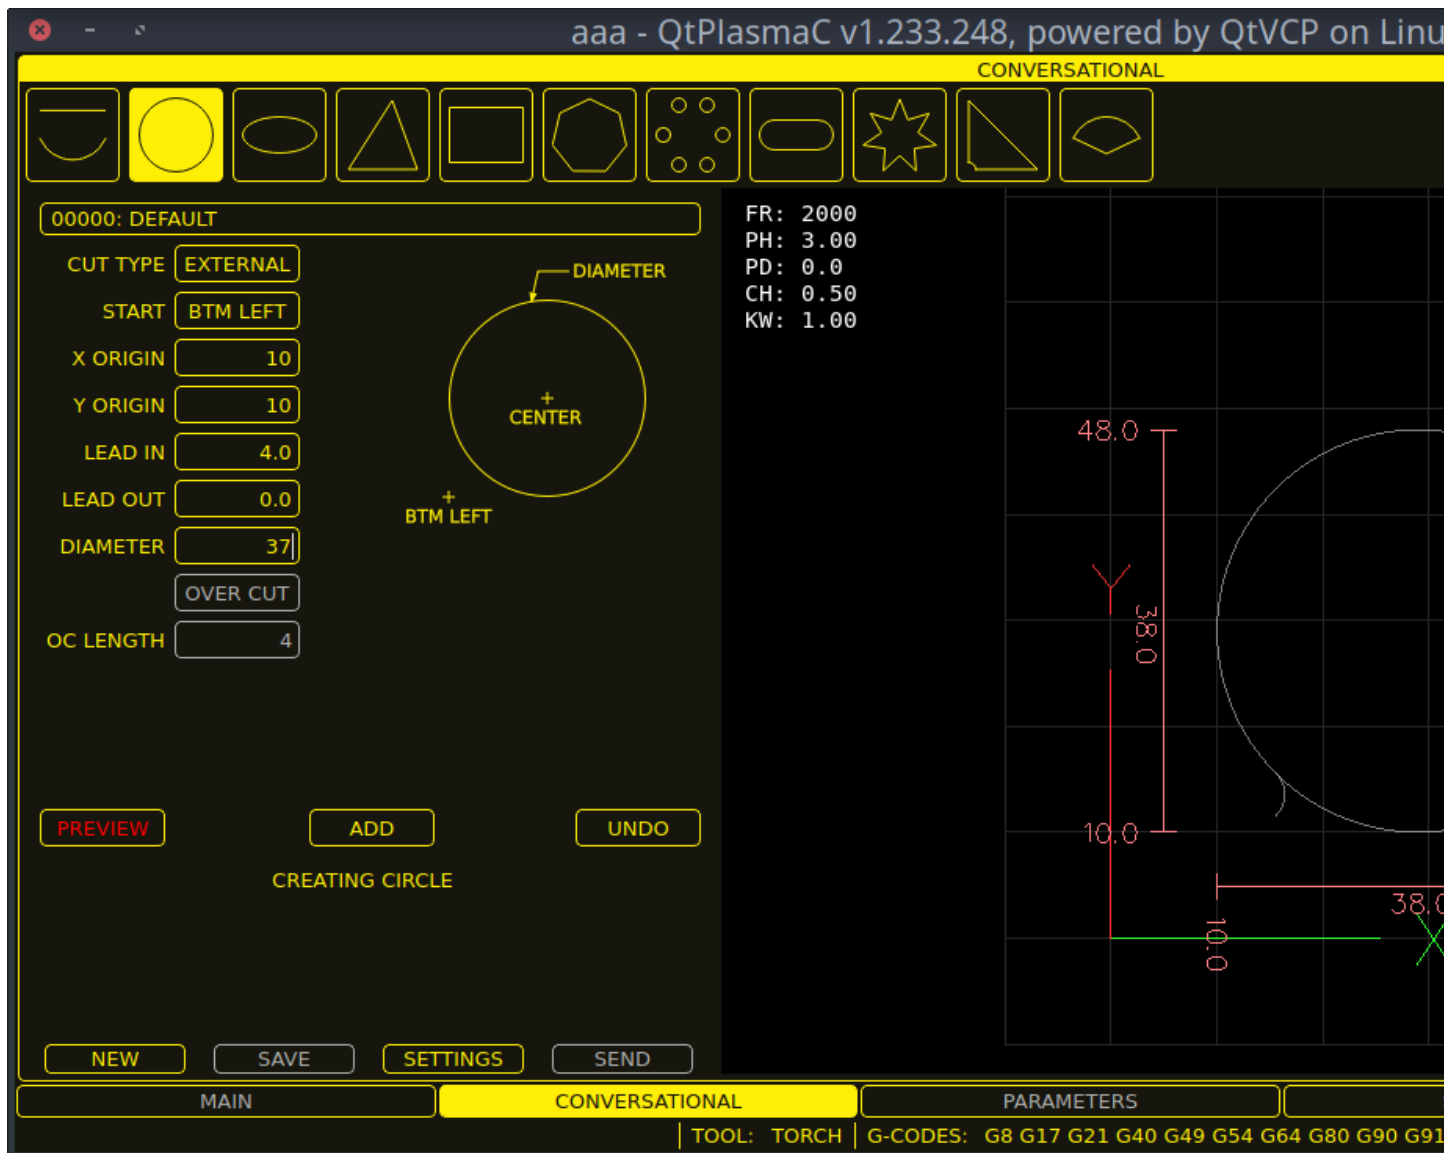 aaa - QtPlasmaC v1.233.248, powered by QtVCP on Linu
CONVERSATIONAL
00000: DEFAULT
CUT TYPE EXTERNAL
START BTM LEFT
X ORIGIN 10
Y ORIGIN 10
LEAD IN 4.0
LEAD OUT 0.0
DIAMETER 37
OVER CUT
OC LENGTH 4
DIAMETER
CENTER
BTM LEFT
PREVIEW ADD UNDO
CREATING CIRCLE
NEW SAVE SETTINGS SEND
FR: 2000
PH: 3.00
PD: 0.0
CH: 0.50
KW: 1.00
48.0
Y
38.0
10.0
38.0
10.0
X
MAIN CONVERSATIONAL PARAMETERS
TOOL: TORCH G-CODES: G8 G17 G21 G40 G49 G54 G64 G80 G90 G91